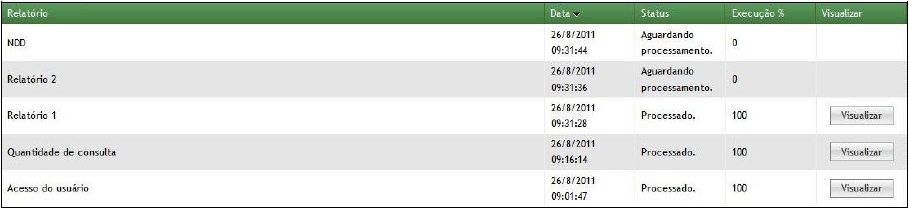 Relatório Data Status Execução % Visualizar
NDD 26/8/2011 09:31:44 Aguardando processamento. 0
Relatório 2 26/8/2011 09:31:36 Aguardando processamento. 0
Relatório 1 26/8/2011 09:31:28 Processado. 100 Visualizar
Quantidade de consulta 26/8/2011 09:16:14 Processado. 100 Visualizar
Acesso do usuário 26/8/2011 09:01:47 Processado. 100 Visualizar